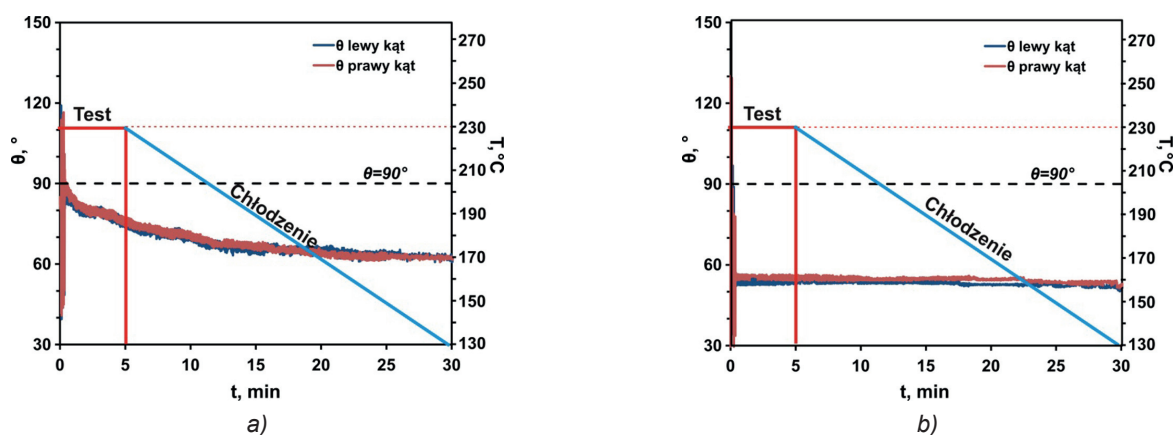 150
120
90
60
30
θ, °
270
250
230
210
190
170
150
130
T, °C
θ lewy kąt
θ prawy kąt
Test
θ=90°
Chłodzenie
0 5 10 15 20 25 30
t, min
a)
150
120
90
60
30
θ, °
270
250
230
210
190
170
150
130
T, °C
θ lewy kąt
θ prawy kąt
Test
θ=90°
Chłodzenie
0 5 10 15 20 25 30
t, min
b)